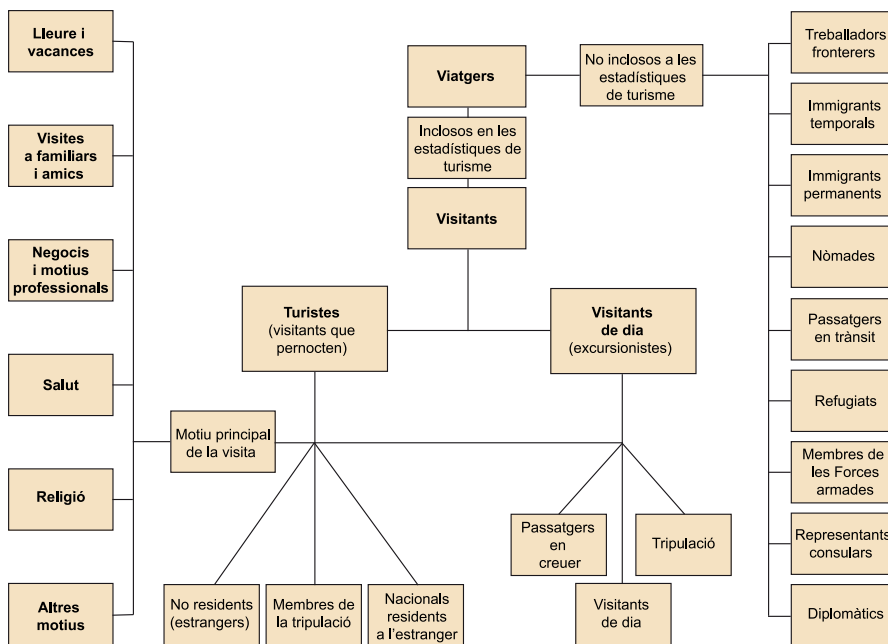 Lleure i
vacances
Visites
a familiars
i amics
Negocis
i motius
professionals
Salut
Religió
Altres
motius
Viatgers
No inclosos a les
estadístiques
de turisme
Inclosos en les
estadístiques de
turisme
Visitants
Turistes
(visitants que
pernocten)
Visitants
de dia
(excursionistes)
Motiu principal
de la visita
No residents
(estrangers)
Membres de
la tripulació
Nacionals
residents
a l'estranger
Passatgers
en
creuer
Visitants
de dia
Tripulació
Treballadors
fronterers
Immigrants
temporals
Immigrants
permanents
Nòmades
Passatgers
en trànsit
Refugiats
Membres de
les Forces
armades
Representants
consulars
Diplomàtics